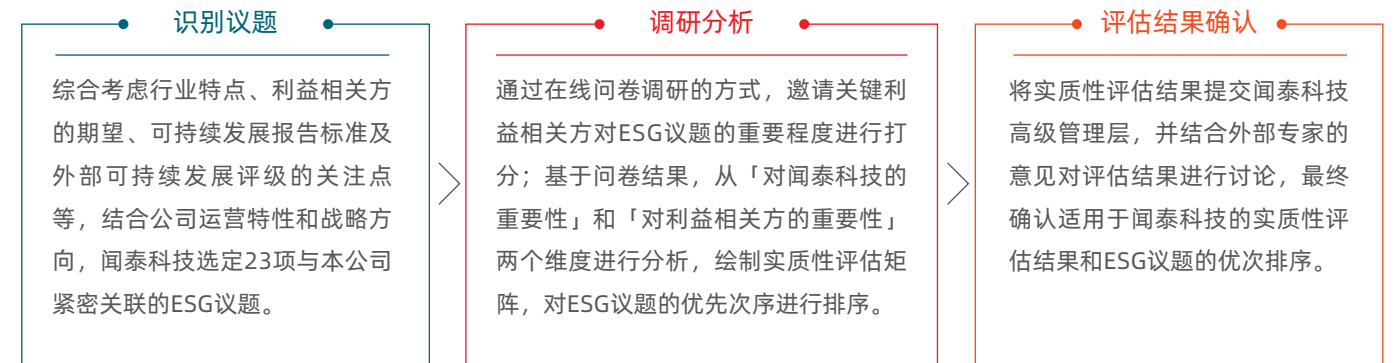 识别议题
综合考虑行业特点、利益相关方
的期望、可持续发展报告标准及
外部可持续发展评级的关注点
等，结合公司运营特性和战略方
向，闻泰科技选定23项与本公司
紧密关联的ESG议题。
调研分析
通过在线问卷调研的方式，邀请关键利
益相关方对ESG议题的重要程度进行打
分；基于问卷结果，从「对闻泰科技的
重要性」和「对利益相关方的重要性」
两个维度进行分析，绘制实质性评估矩
阵，对ESG议题的优先次序进行排序。
评估结果确认
将实质性评估结果提交闻泰科技
高级管理层，并结合外部专家的
意见对评估结果进行讨论，最终
确认适用于闻泰科技的实质性评
估结果和ESG议题的优次排序。